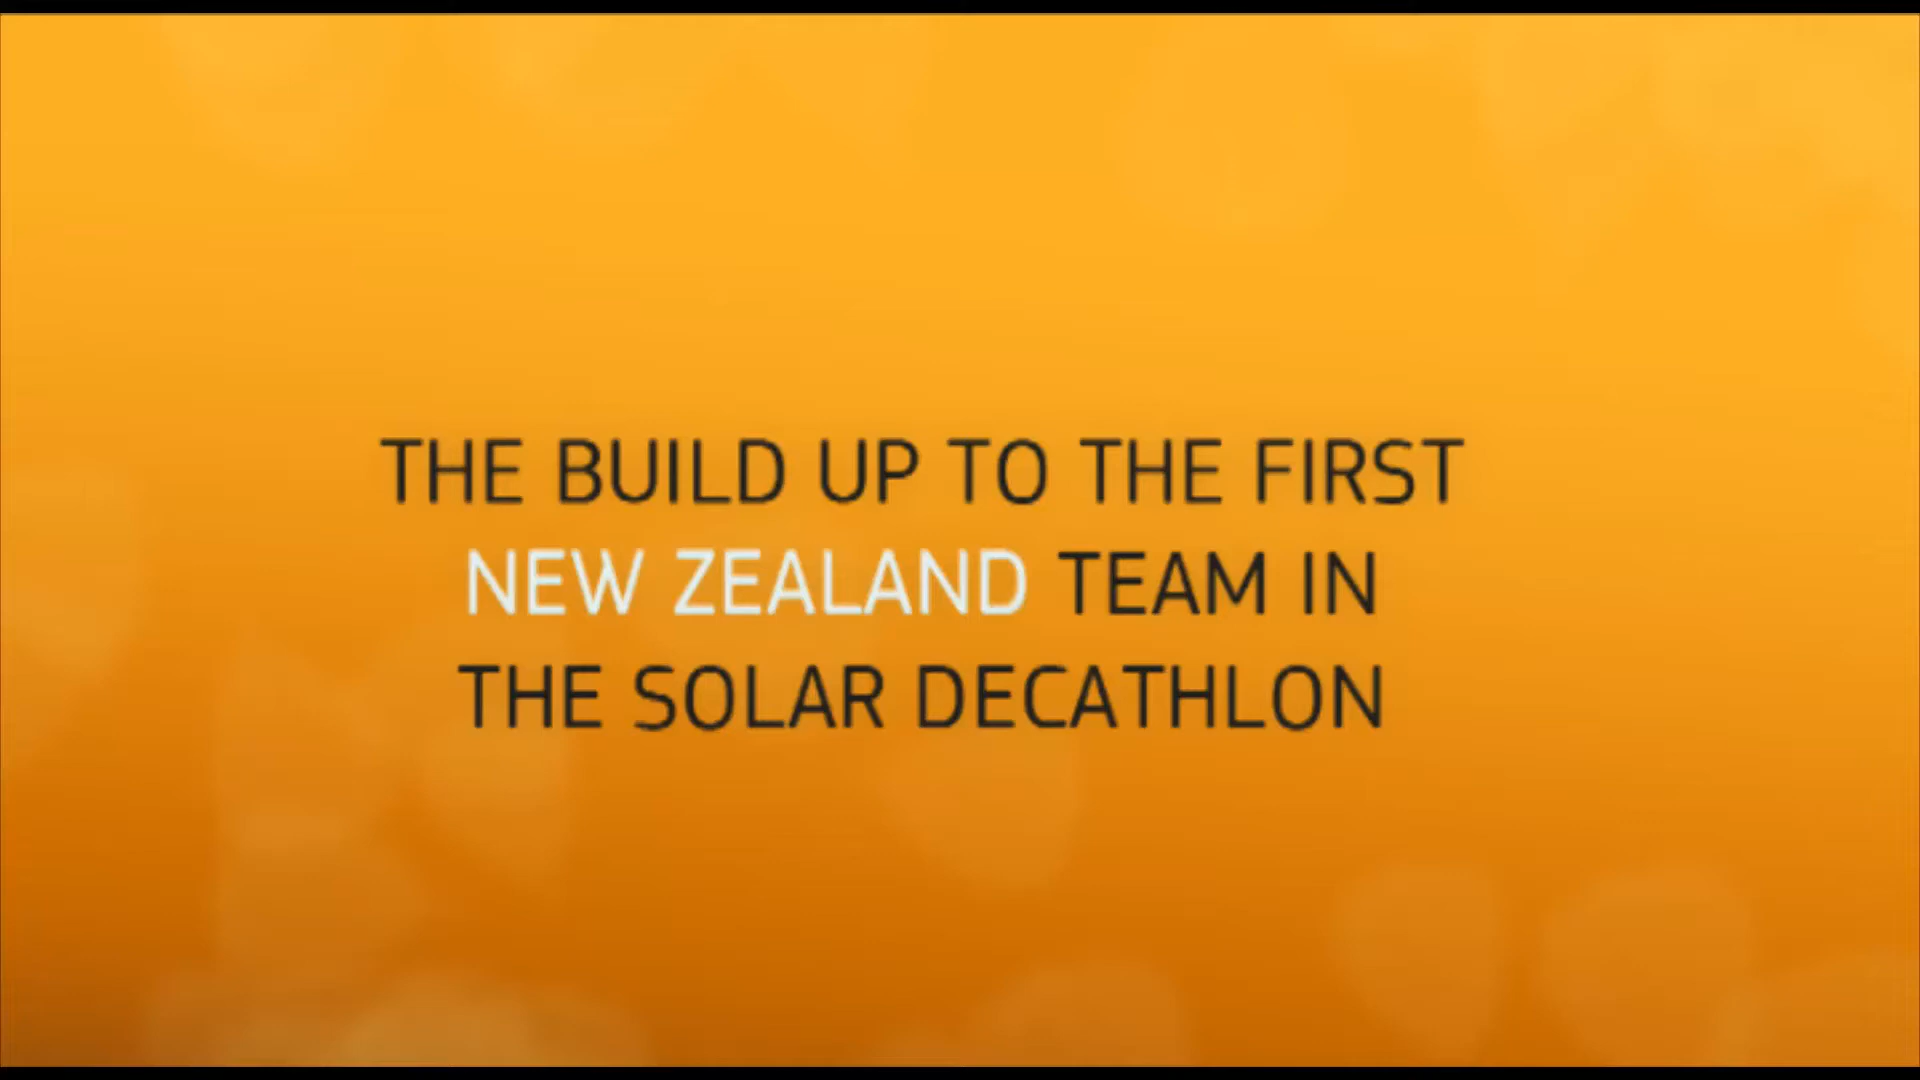 THE BUILD UP TO THE FIRST
NEW ZEALAND TEAM IN
THE SOLAR DECATHLON